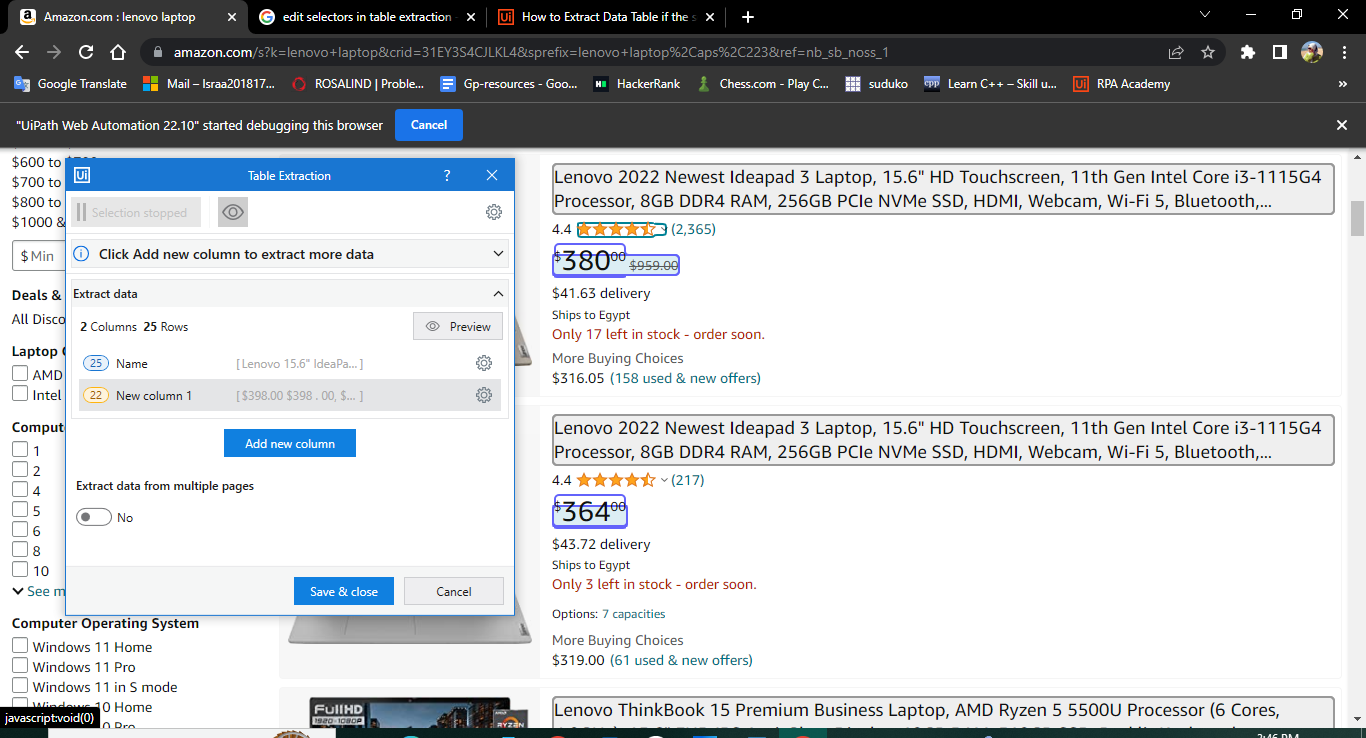 Amazon.com : lenovo laptop
edit selectors in table extraction
How to Extract Data Table if the s
amazon.com/s?k=lenovo+laptop&crid=31EY3S4CJLKL4&sprefix=lenovo+laptop%2Caps%2C223&ref=nb_sb_noss_1
Google Translate
Mail – Israa201817...
ROSALIND | Proble...
Gp-resources - Goo...
HackerRank
Chess.com - Play C...
suduko
Learn C++ – Skill u...
RPA Academy
"UiPath Web Automation 22.10" started debugging this browser
Cancel
$600 to $700
$700 to
$800 to
$1000 &
$ Min
Deals &
All Disco
Laptop
AMD
Intel
Comput
1
2
4
5
6
8
10
See m
Computer Operating System
Windows 11 Home
Windows 11 Pro
Windows 11 in S mode
Windows 10 Home
10 Pro
javascript:void(0)
Ui
Table Extraction
?
Selection stopped
Click Add new column to extract more data
Extract data
2 Columns 25 Rows
Preview
25 Name [ Lenovo 15.6" IdeaPa... ]
22 New column 1 [ $398.00 $398 . 00, $... ]
Add new column
Extract data from multiple pages
No
Save & close
Cancel
Lenovo 2022 Newest Ideapad 3 Laptop, 15.6" HD Touchscreen, 11th Gen Intel Core i3-1115G4
Processor, 8GB DDR4 RAM, 256GB PCIe NVMe SSD, HDMI, Webcam, Wi-Fi 5, Bluetooth,...
4.4 (2,365)
$380 00 $959.00
$41.63 delivery
Ships to Egypt
Only 17 left in stock - order soon.
More Buying Choices
$316.05 (158 used & new offers)
Lenovo 2022 Newest Ideapad 3 Laptop, 15.6" HD Touchscreen, 11th Gen Intel Core i3-1115G4
Processor, 8GB DDR4 RAM, 256GB PCIe NVMe SSD, HDMI, Webcam, Wi-Fi 5, Bluetooth,...
4.4 (217)
$364 00
$43.72 delivery
Ships to Egypt
Only 3 left in stock - order soon.
Options: 7 capacities
More Buying Choices
$319.00 (61 used & new offers)
FullHD
1920-1080P
AMD
RYZEN
Lenovo ThinkBook 15 Premium Business Laptop, AMD Ryzen 5 5500U Processor (6 Cores,